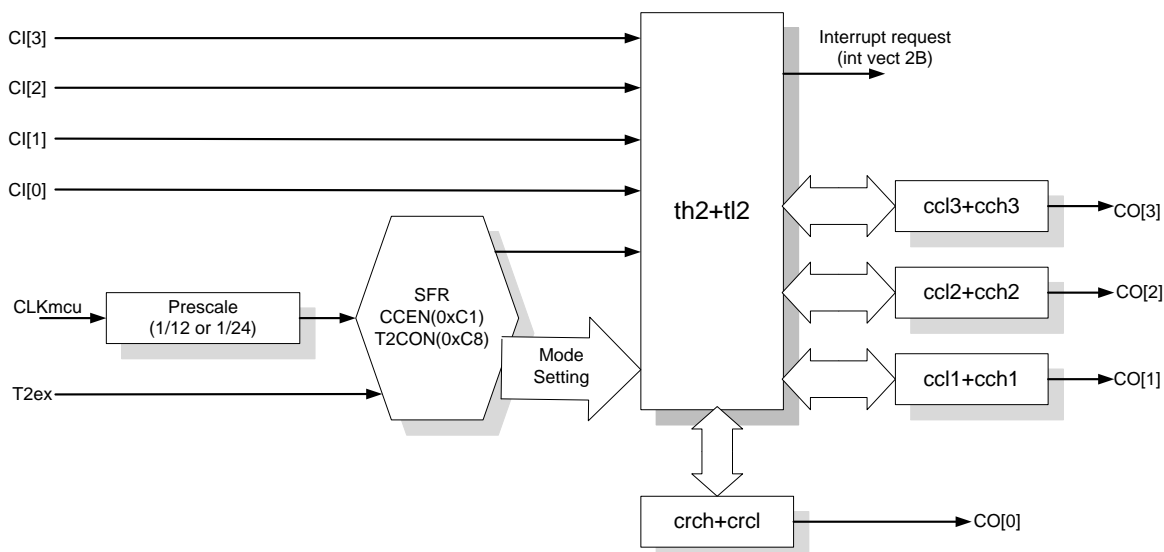 CI[3]
CI[2]
CI[1]
CI[0]
CLKmcu
T2ex
Prescale
(1/12 or 1/24)
SFR
CCEN(0xC1)
T2CON(0xC8)
Mode
Setting
th2+tl2
Interrupt request
(int vect 2B)
ccl3+cch3
CO[3]
ccl2+cch2
CO[2]
ccl1+cch1
CO[1]
crch+crcl
CO[0]